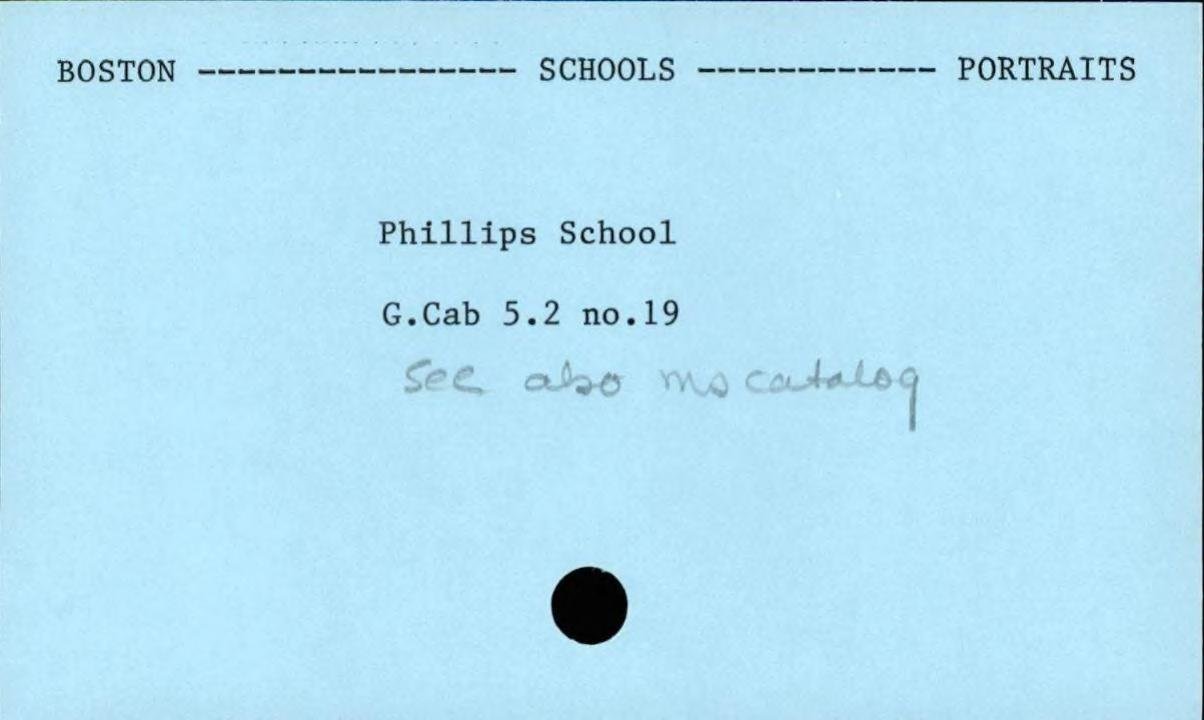 BOSTON ---------------- SCHOOLS ------------ PORTRAITS
Phillips School
G.Cab 5.2 no.19
See also ms catalog